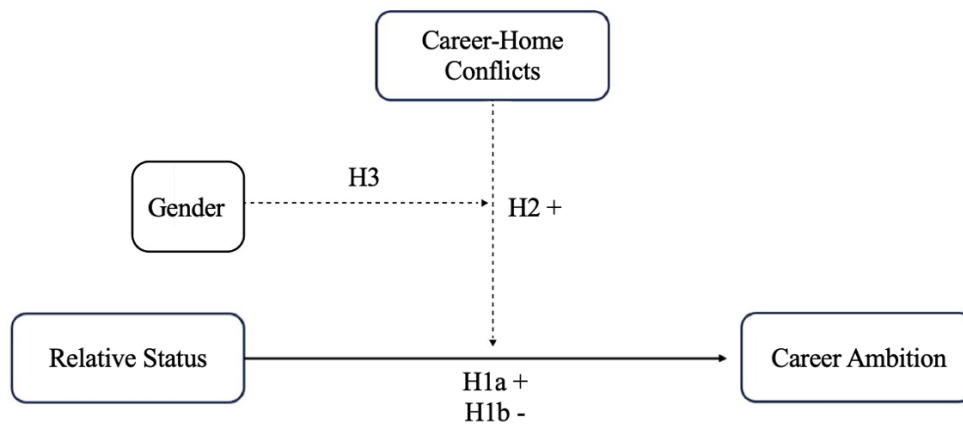 Career-Home
Conflicts
H3
Gender
H2 +
Relative Status
Career Ambition
H1a +
H1b -